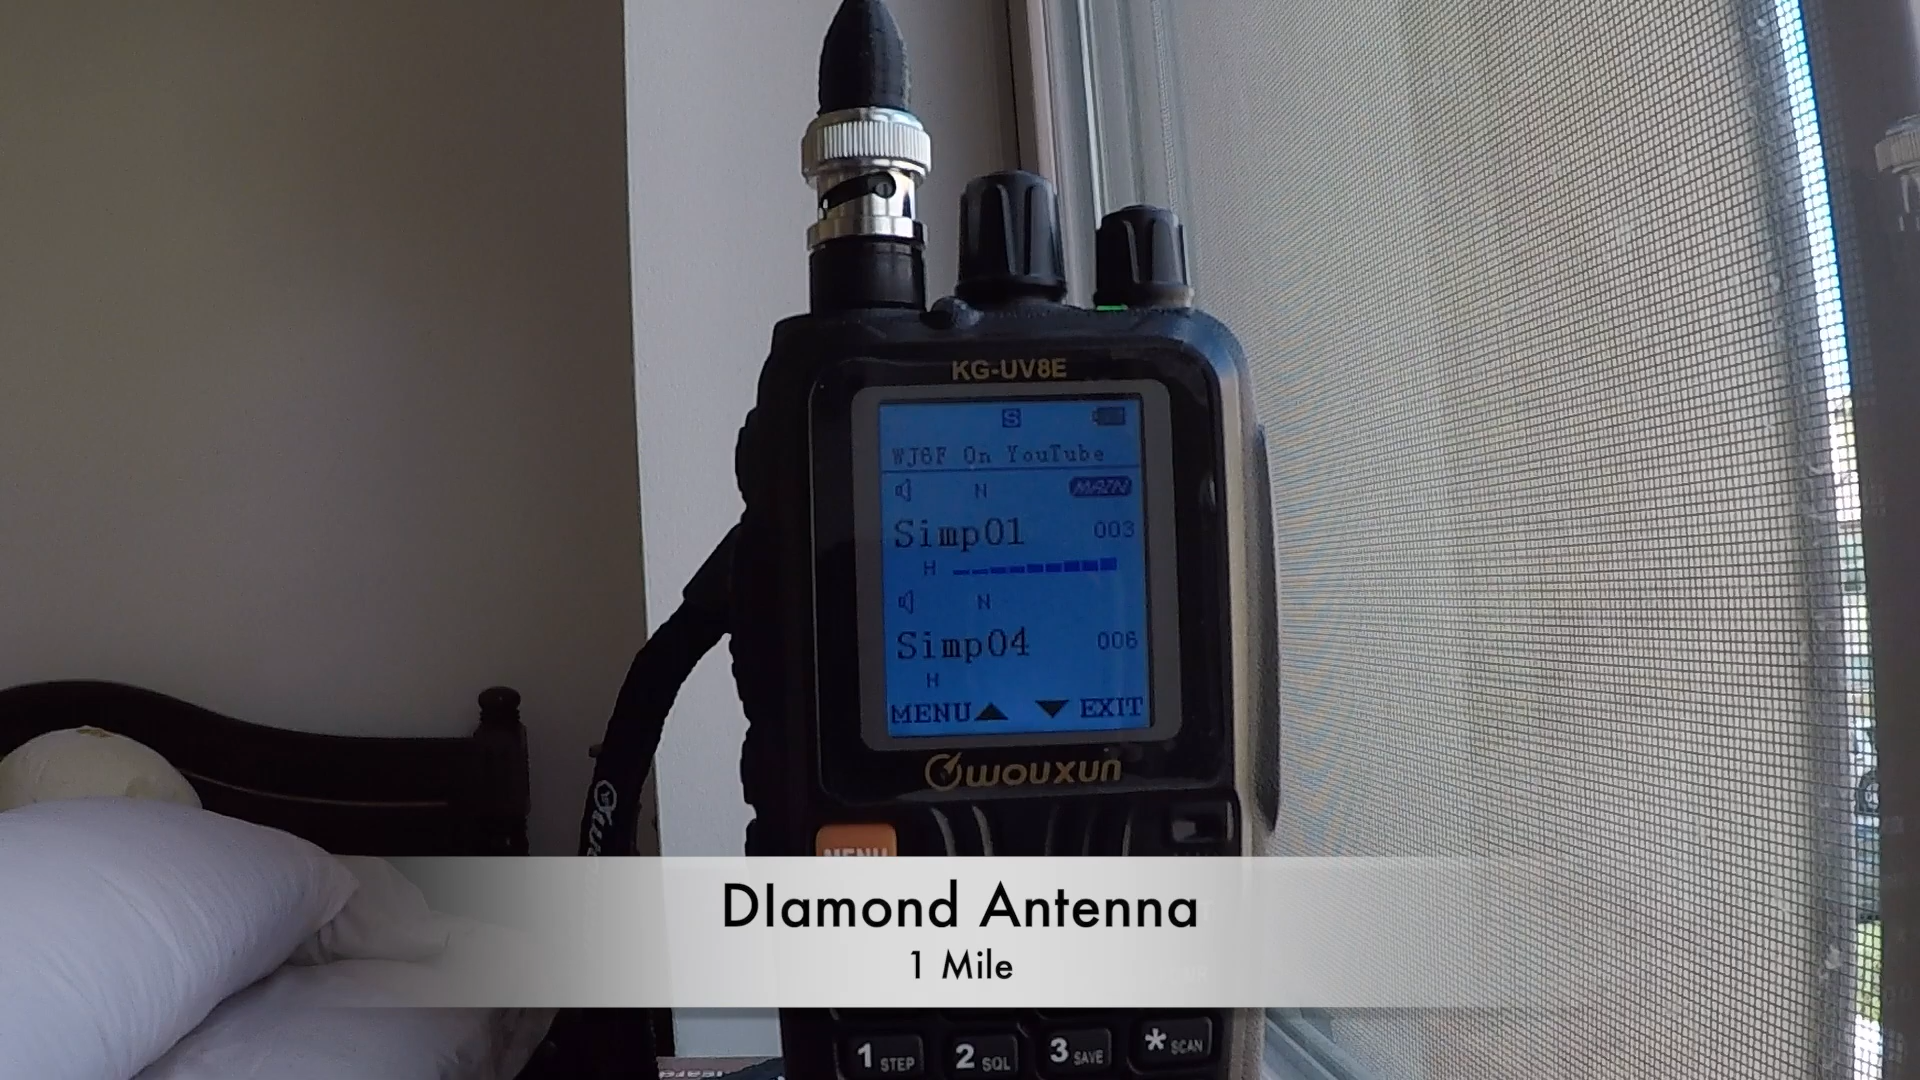 KG-UV8E
S
WJ6F On YouTube
N MAIN
Simp01 003
H
N
Simp04 006
H
MENU EXIT
wouxun
MENU
DIamond Antenna
1 Mile
1 STEP 2 SQL 3 SAVE * SCAN